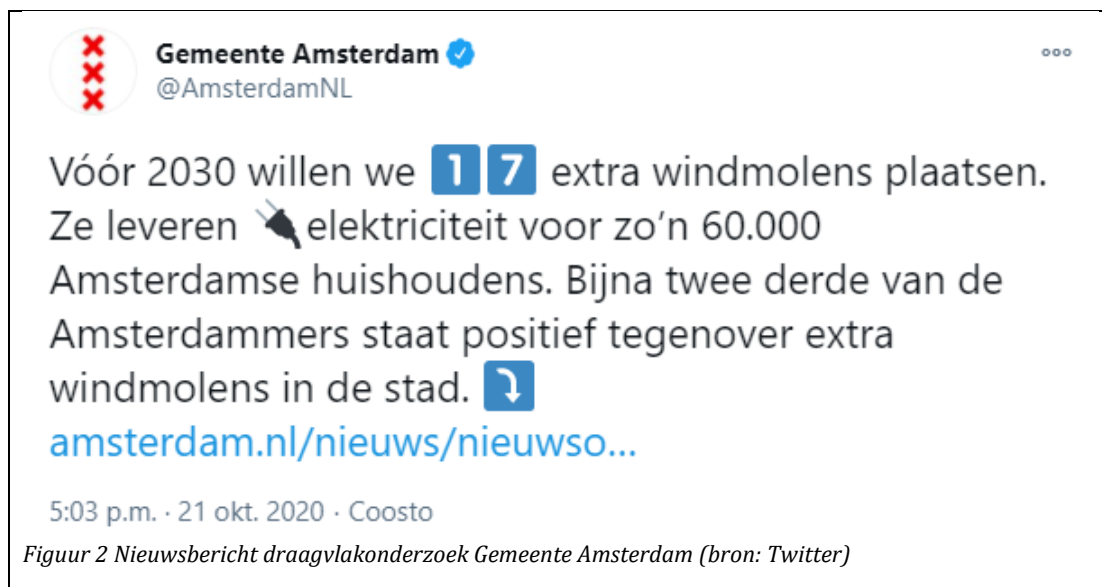 Gemeente Amsterdam
@AmsterdamNL
Vóór 2030 willen we 17 extra windmolens plaatsen.
Ze leveren elektriciteit voor zo’n 60.000
Amsterdamse huishoudens. Bijna twee derde van de
Amsterdammers staat positief tegenover extra
windmolens in de stad.
amsterdam.nl/nieuws/nieuwso...
5:03 p.m. · 21 okt. 2020 · Coosto
Figuur 2 Nieuwsbericht draagvlakonderzoek Gemeente Amsterdam (bron: Twitter)